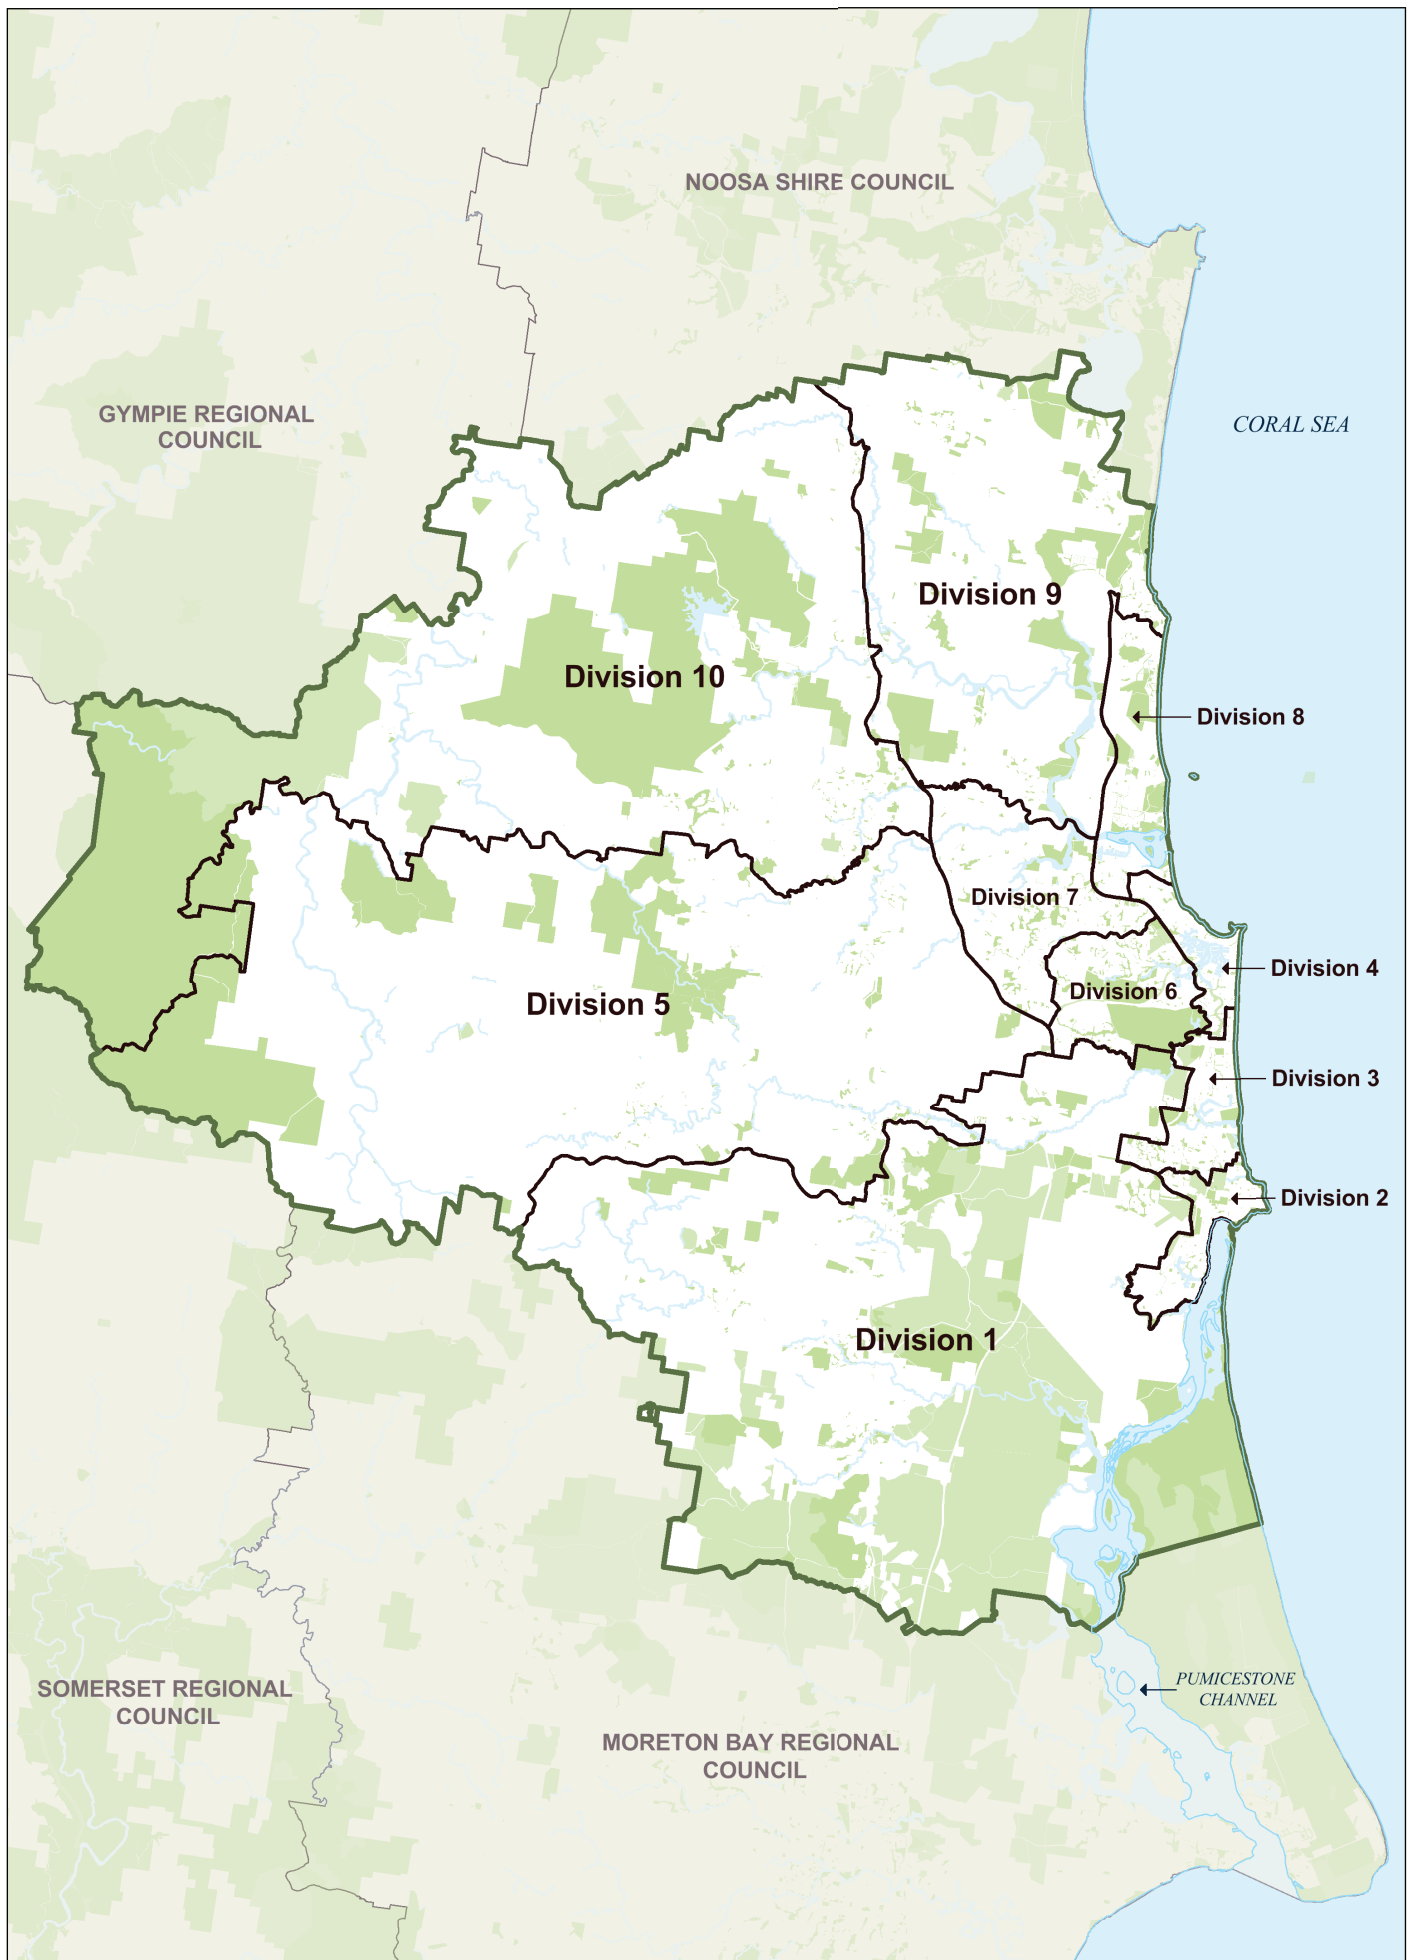 NOOSA SHIRE COUNCIL
GYMPIE REGIONAL
COUNCIL
CORAL SEA
Division 9
Division 10
Division 8
Division 7
Division 4
Division 6
Division 5
Division 3
Division 2
Division 1
PUMICESTONE
CHANNEL
SOMERSET REGIONAL
COUNCIL
MORETON BAY REGIONAL
COUNCIL